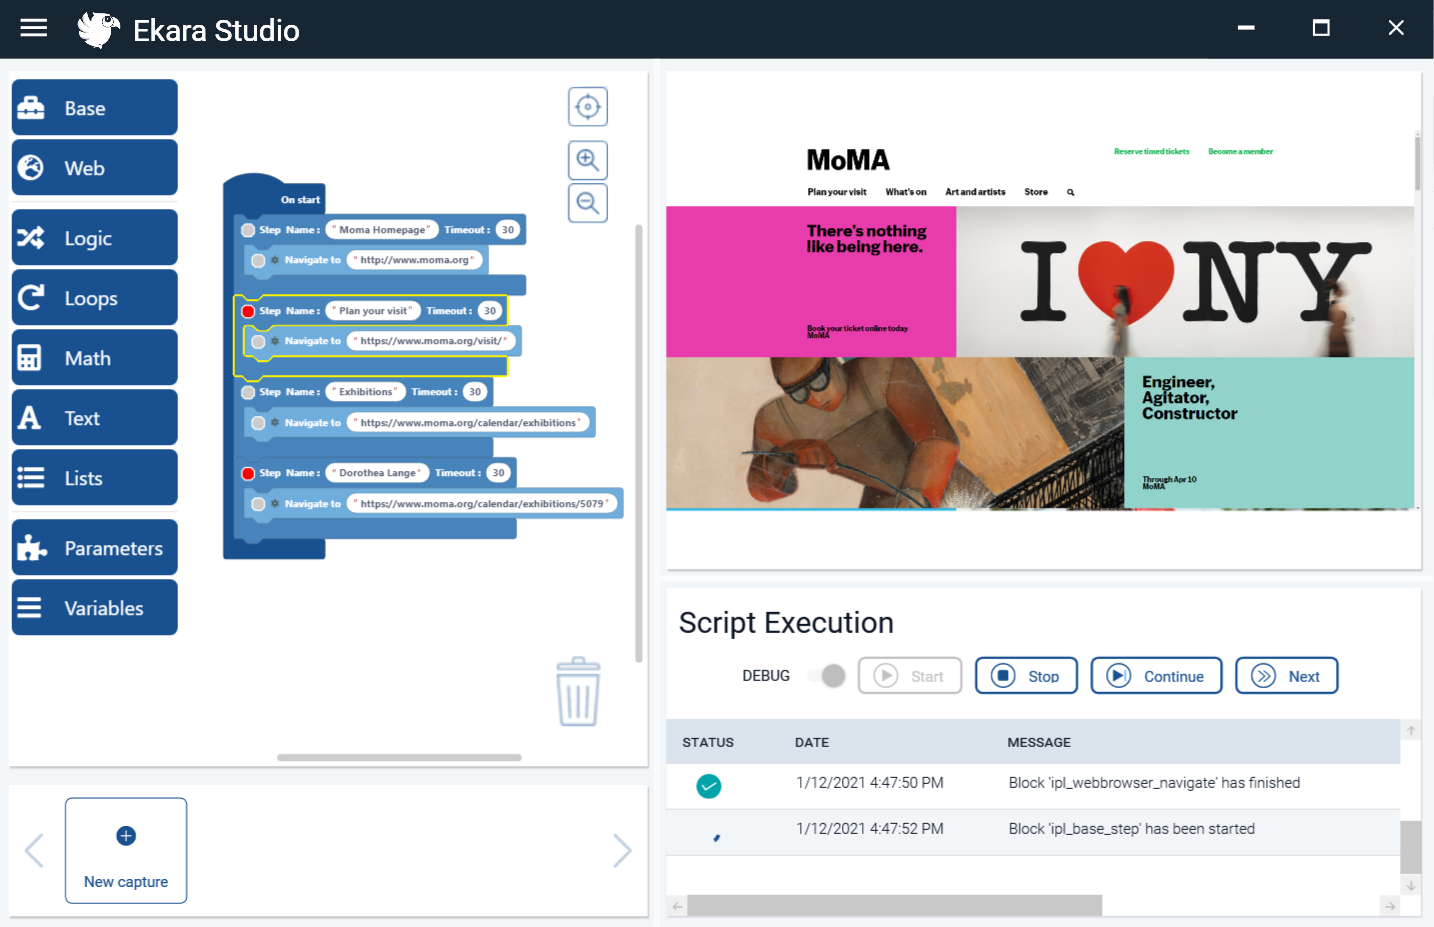 Ekara Studio
Base
Web
Logic
Loops
Math
Text
Lists
Parameters
Variables
On start
Step Name : " Moma Homepage " Timeout : 30
Navigate to " http://www.moma.org "
Step Name : " Plan your visit " Timeout : 30
Navigate to " https://www.moma.org/visit/ "
Step Name : " Exhibitions " Timeout : 30
Navigate to " https://www.moma.org/calendar/exhibitions "
Step Name : " Dorothea Lange " Timeout : 30
Navigate to " https://www.moma.org/calendar/exhibitions/5079 "
New capture
MoMA
Reserve timed tickets Become a member
Plan your visit What's on Art and artists Store
There's nothing
like being here.
Book your ticket online today
MoMA
I NY
Engineer,
Agitator,
Constructor
Through Apr 10
MoMA
Script Execution
DEBUG Start Stop Continue Next
STATUS DATE MESSAGE
1/12/2021 4:47:50 PM Block 'ipl_webbrowser_navigate' has finished
1/12/2021 4:47:52 PM Block 'ipl_base_step' has been started